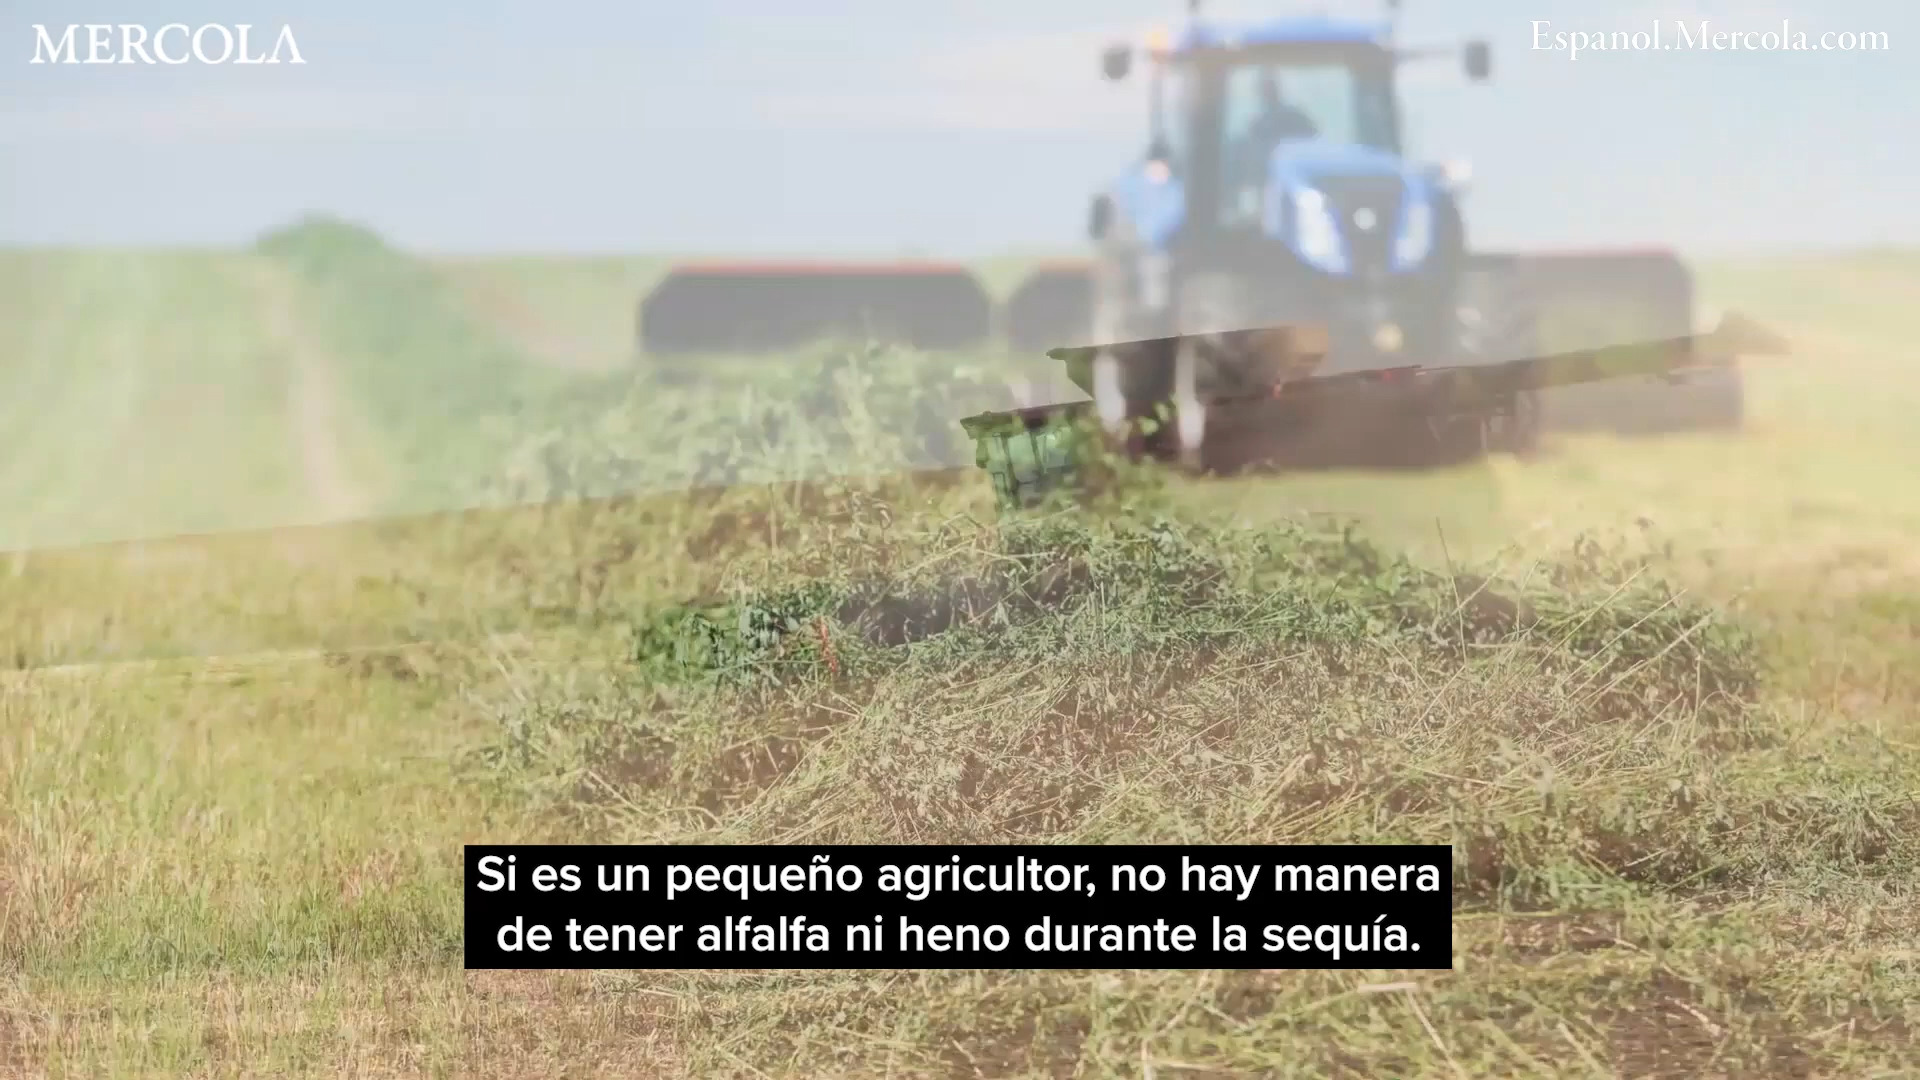 MERCOLA
Espanol.Mercola.com
Si es un pequeño agricultor, no hay manera
de tener alfalfa ni heno durante la sequía.